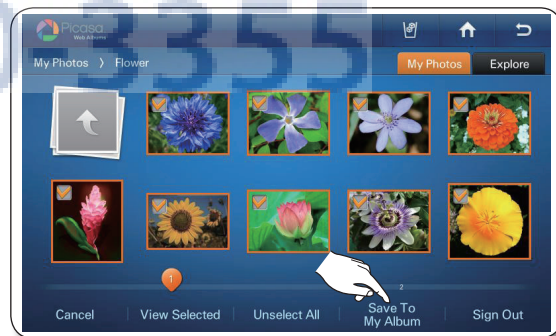 Picasa
Web Albums
My Photos > Flower
My Photos
Explore
1
2
Cancel
View Selected
Unselect All
Save To
My Album
Sign Out